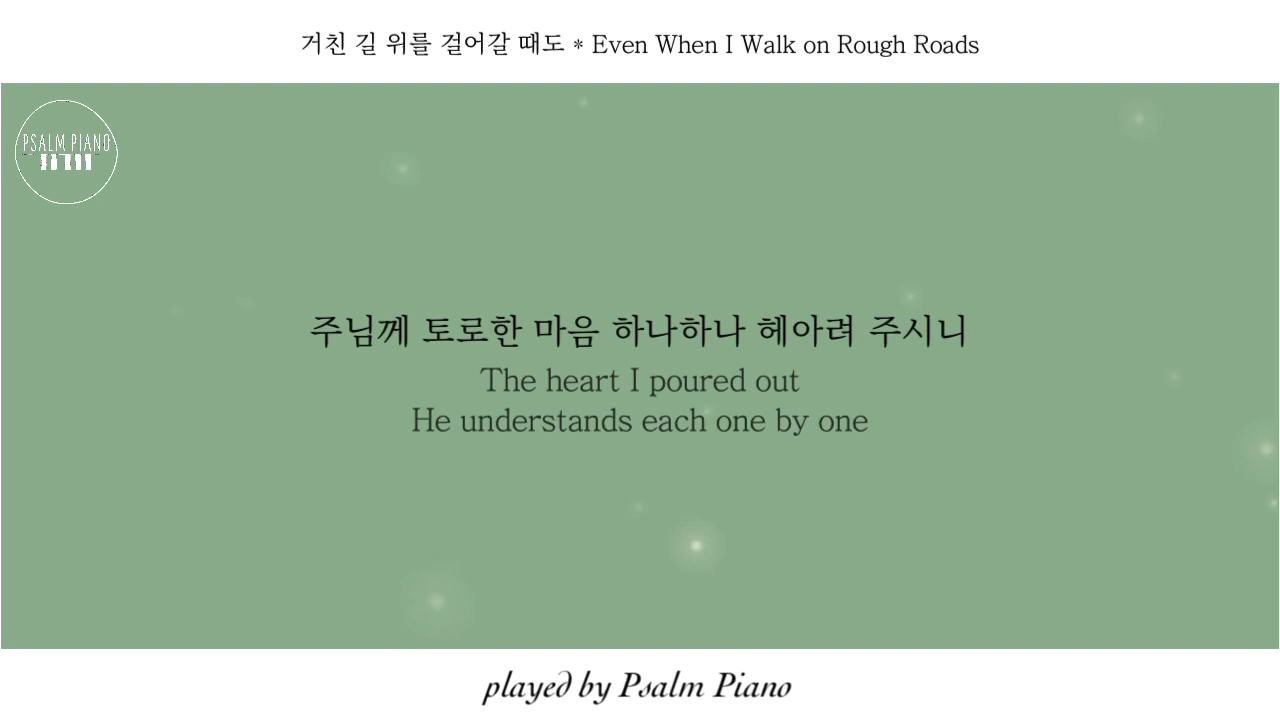 거친 길 위를 걸어갈 때도 * Even When I Walk on Rough Roads
PSALM PIANO
주님께 토로한 마음 하나하나 헤아려 주시니
The heart I poured out
He understands each one by one
played by Psalm Piano